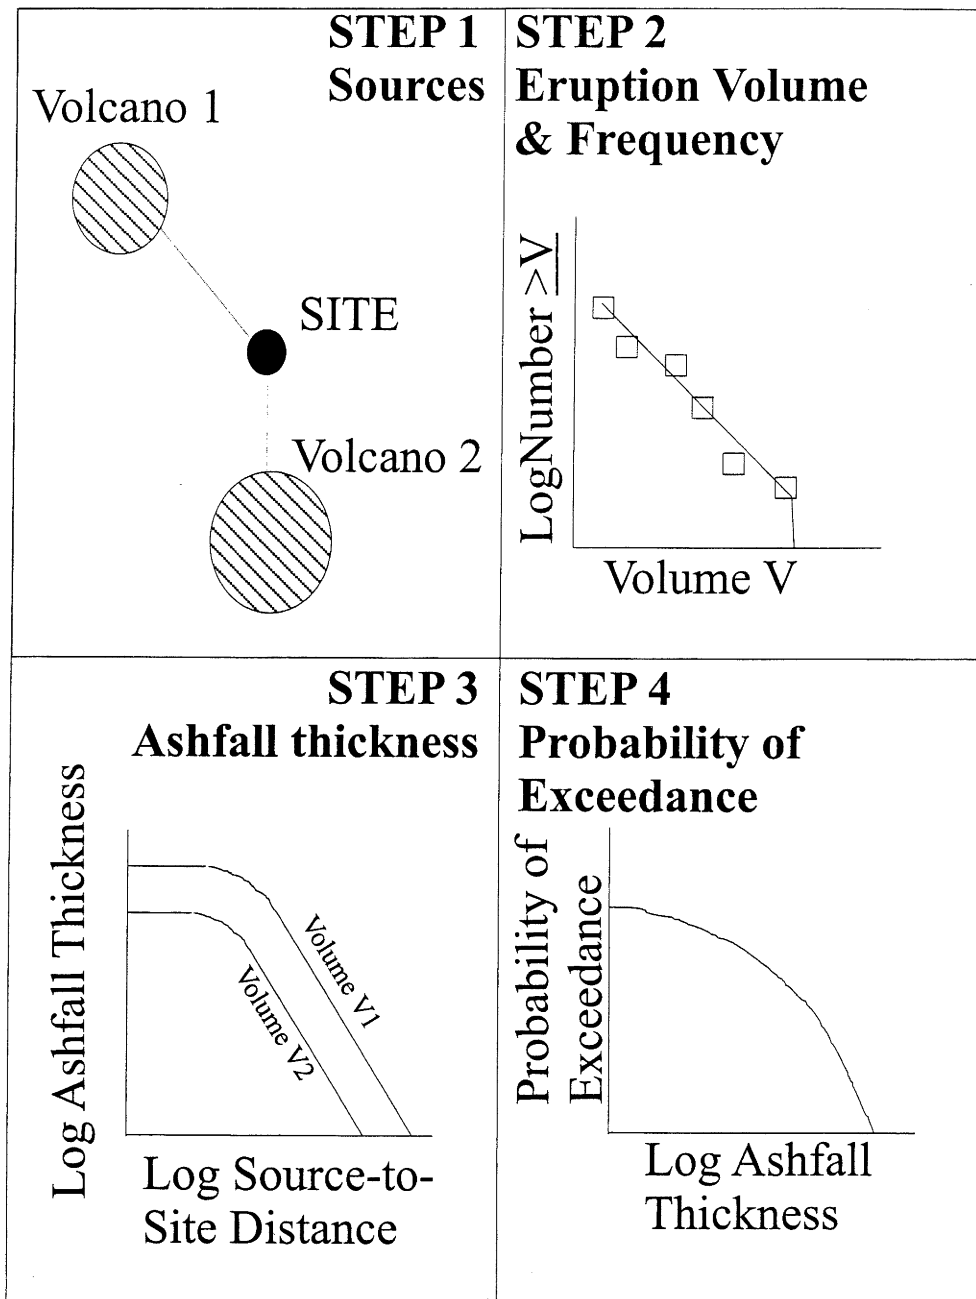 STEP 1
Sources
Volcano 1
SITE
Volcano 2
STEP 2
Eruption Volume
& Frequency
LogNumber >V
Volume V
STEP 3
Ashfall thickness
Log Ashfall Thickness
Volume V1
Volume V2
Log Source-to-
Site Distance
STEP 4
Probability of
Exceedance
Probability of
Exceedance
Log Ashfall
Thickness